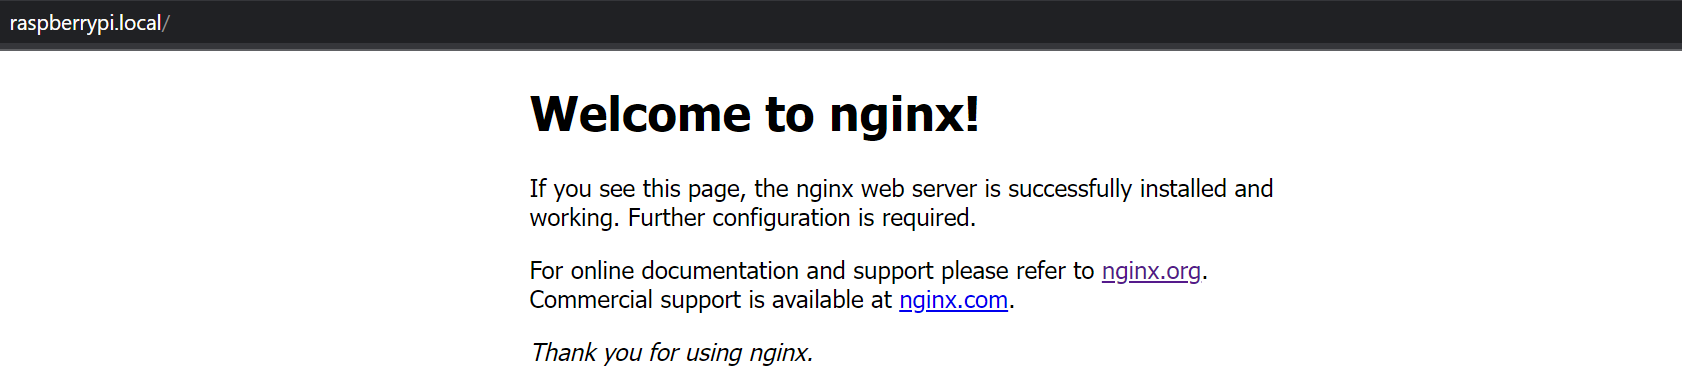 raspberrypi.local/
Welcome to nginx!
If you see this page, the nginx web server is successfully installed and
working. Further configuration is required.
For online documentation and support please refer to nginx.org.
Commercial support is available at nginx.com.
Thank you for using nginx.